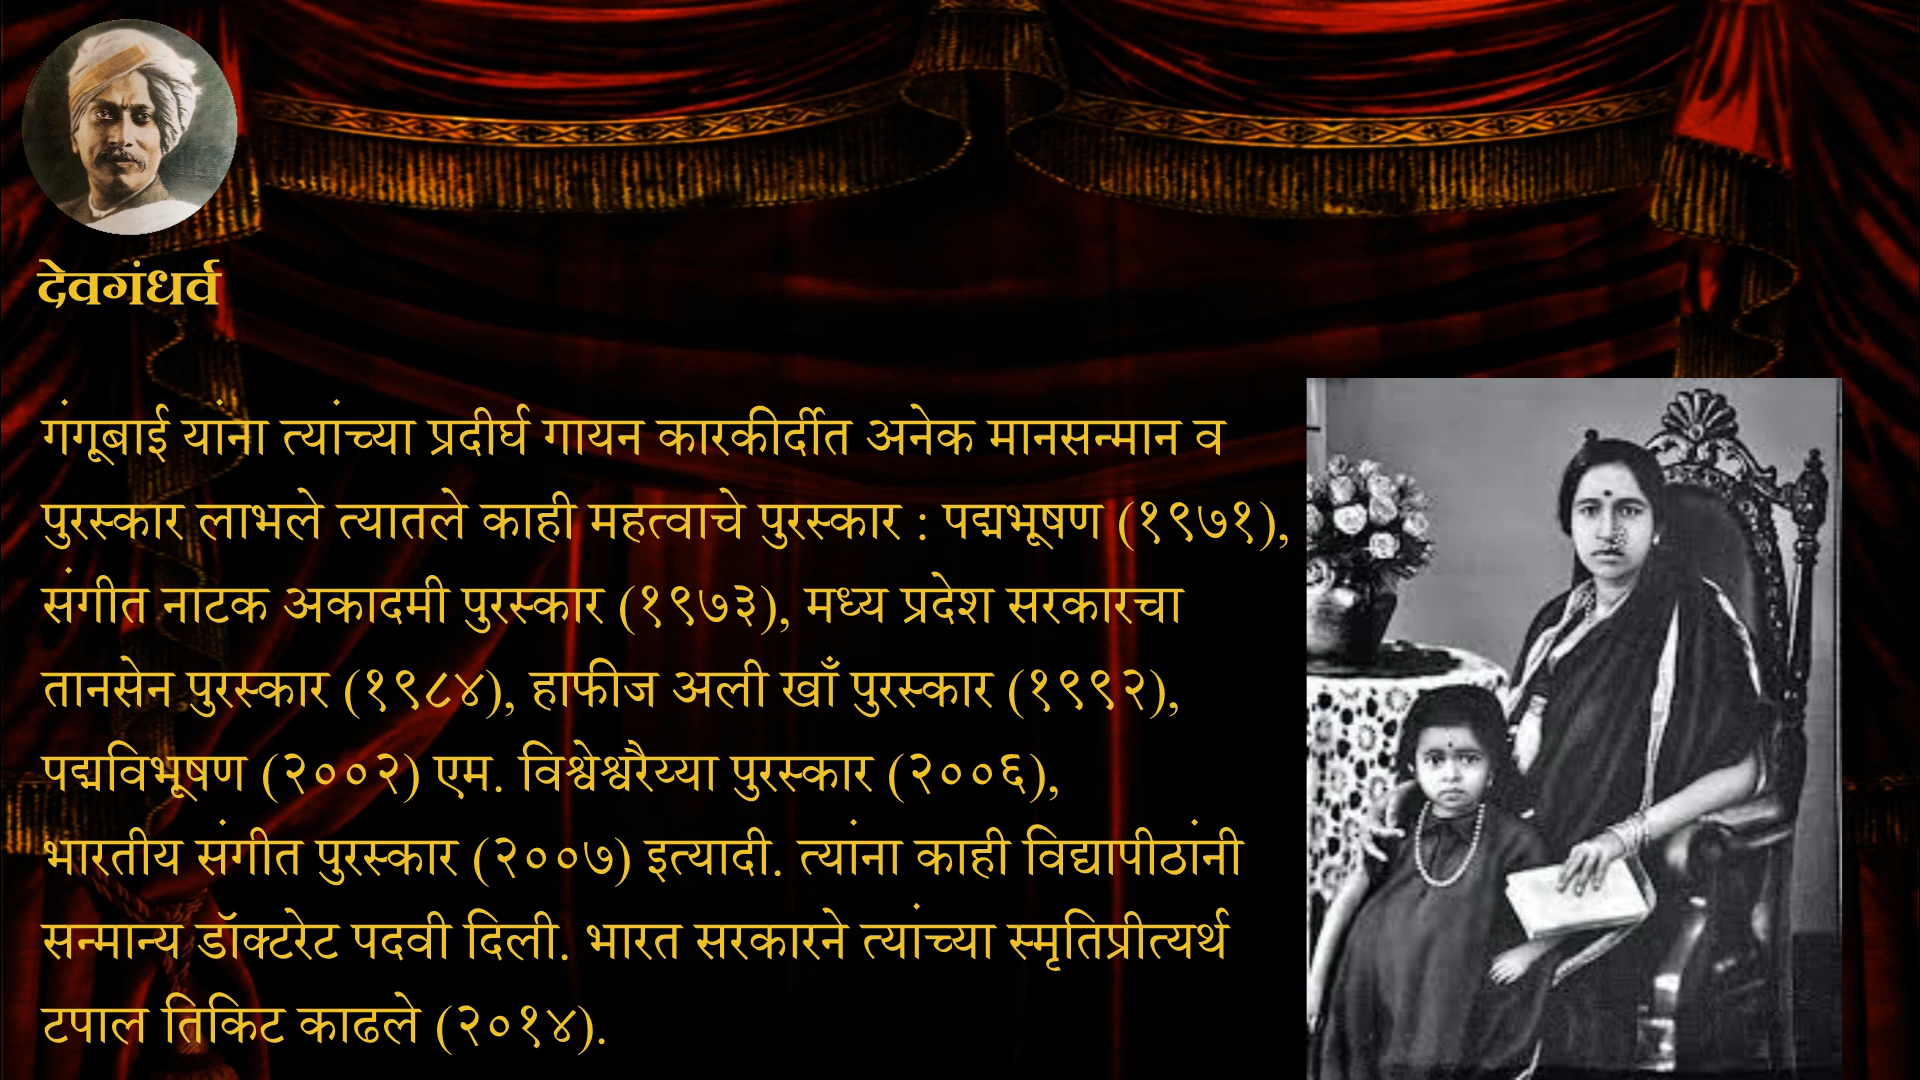 देवगंधर्व
गंगूबाई यांना त्यांच्या प्रदीर्घ गायन कारकीर्दीत अनेक मानसन्मान व
पुरस्कार लाभले त्यातले काही महत्वाचे पुरस्कार : पद्मभूषण (१९७१),
संगीत नाटक अकादमी पुरस्कार (१९७३), मध्य प्रदेश सरकारचा
तानसेन पुरस्कार (१९८४), हाफीज अली खाँ पुरस्कार (१९९२),
पद्मविभूषण (२००२) एम. विश्वेश्वरैय्या पुरस्कार (२००६),
भारतीय संगीत पुरस्कार (२००७) इत्यादी. त्यांना काही विद्यापीठांनी
सन्मान्य डॉक्टरेट पदवी दिली. भारत सरकारने त्यांच्या स्मृतिप्रीत्यर्थ
टपाल तिकिट काढले (२०१४).